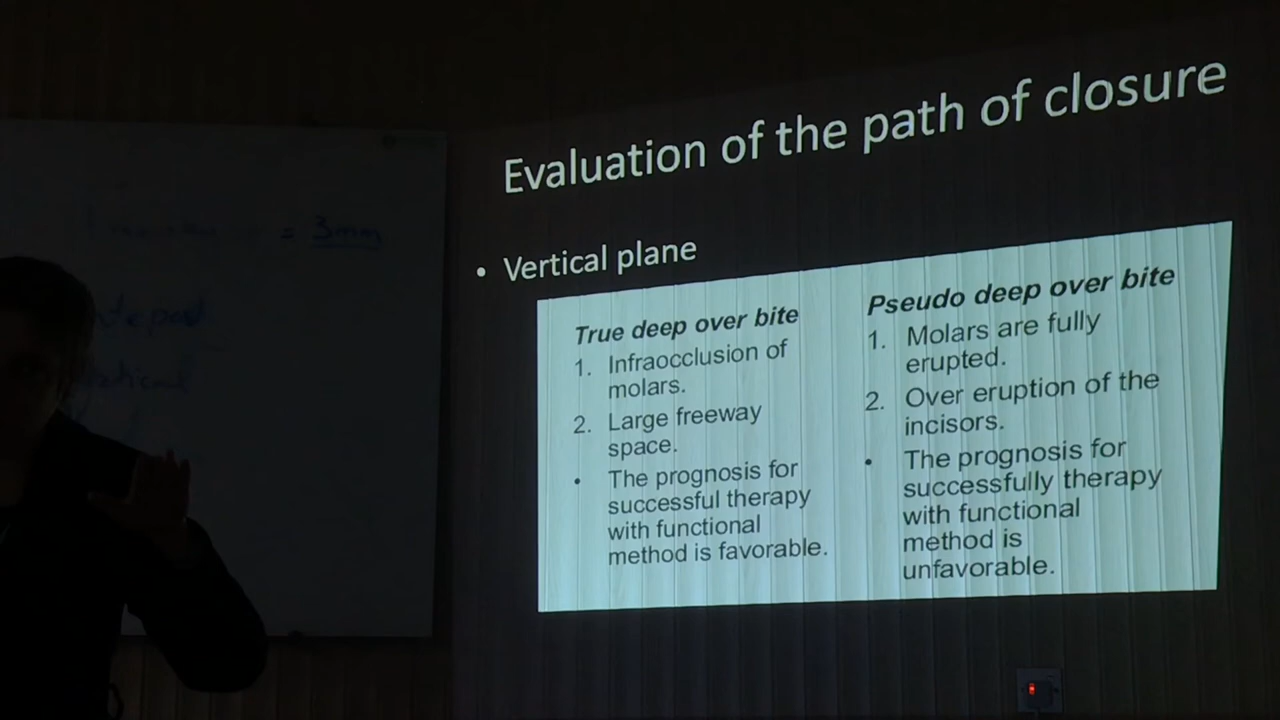 Evaluation of the path of closure
• Vertical plane
True deep over bite
1. Infraocclusion of
molars.
2. Large freeway
space.
• The prognosis for
successful therapy
with functional
method is favorable.
Pseudo deep over bite
1. Molars are fully
erupted.
2. Over eruption of the
incisors.
• The prognosis for
successfully therapy
with functional
method is
unfavorable.
= 3mm